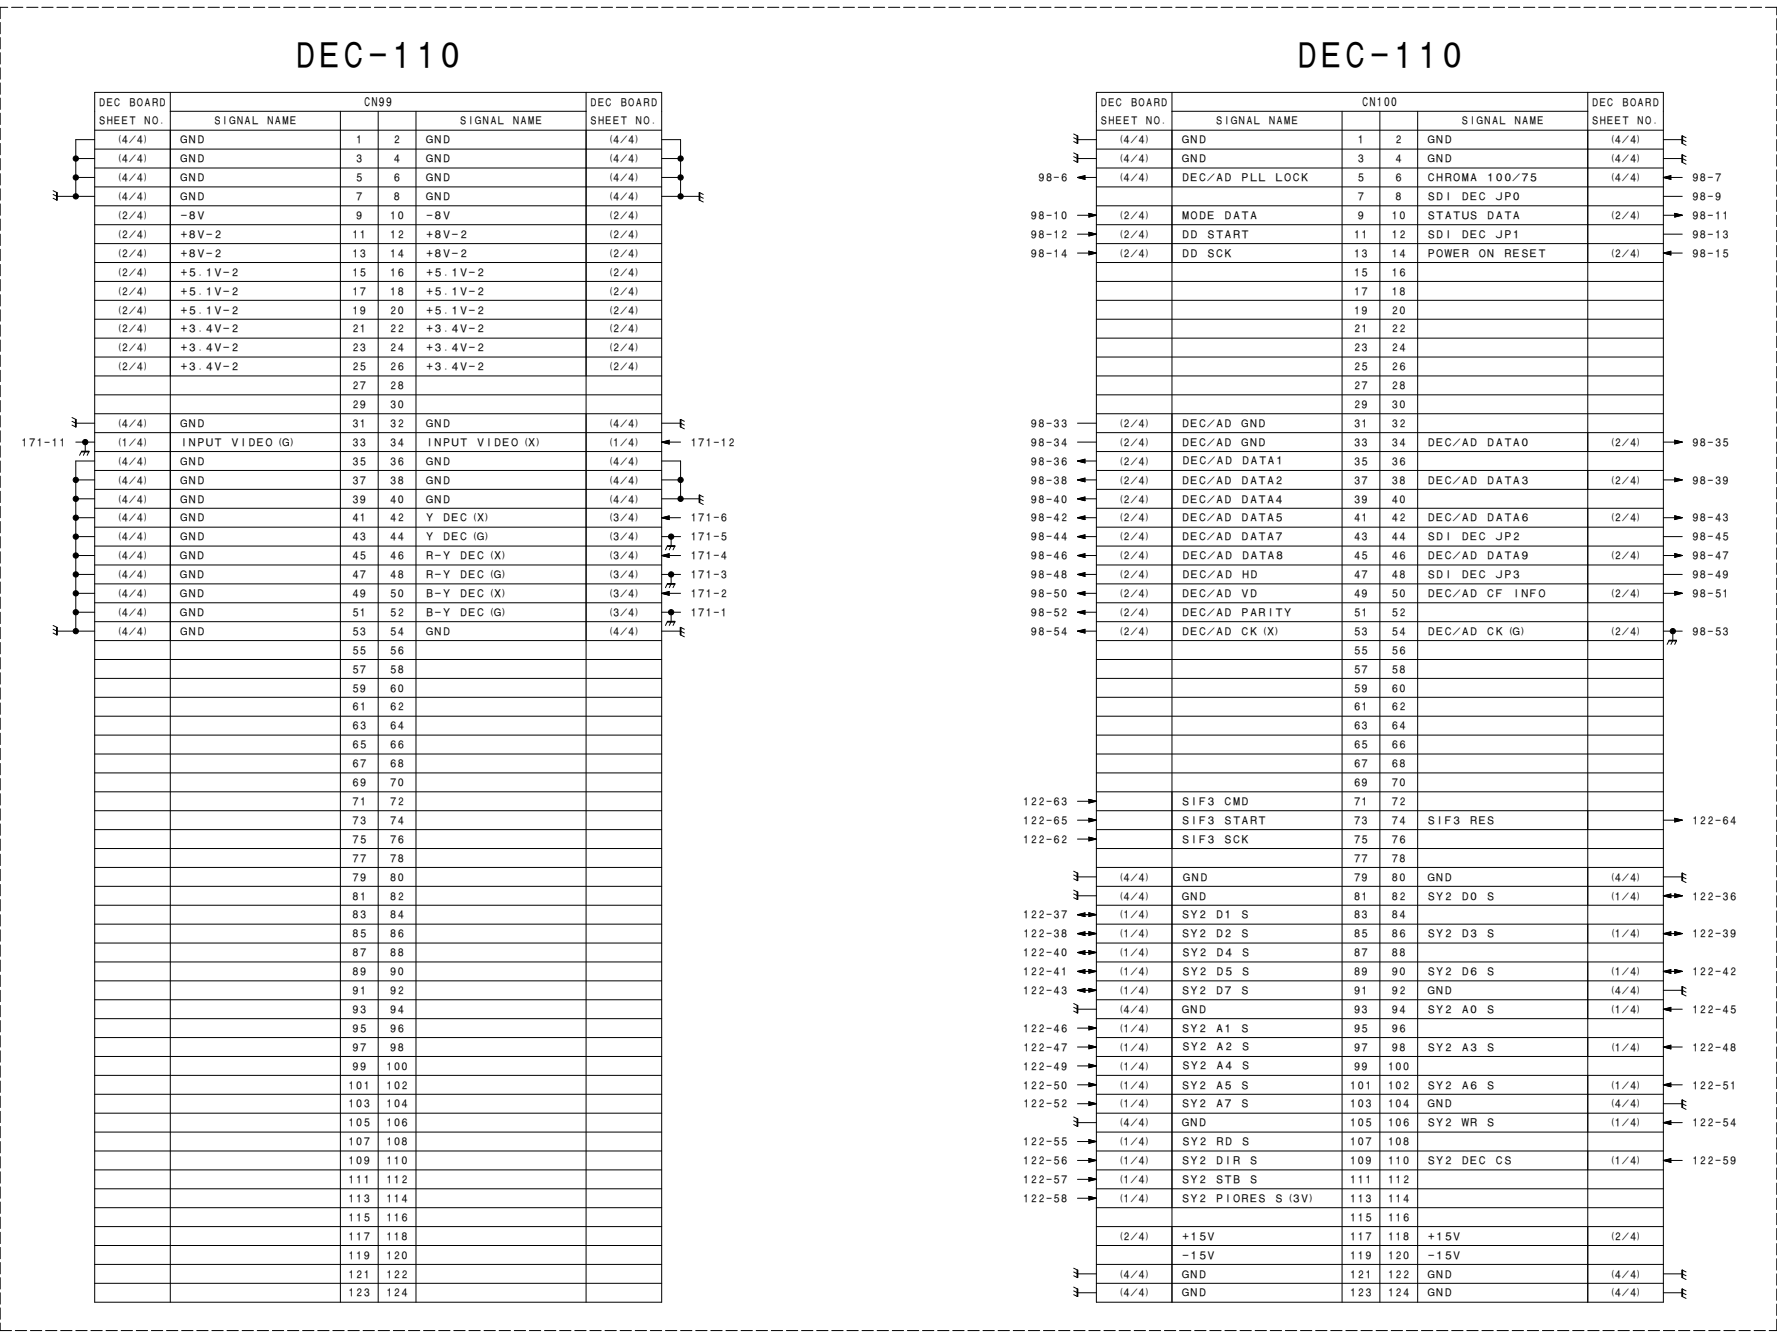 DEC-110
DEC BOARD CN99 DEC BOARD
SHEET NO. SIGNAL NAME SIGNAL NAME SHEET NO.
(4/4) GND 1 2 GND (4/4)
(4/4) GND 3 4 GND (4/4)
(4/4) GND 5 6 GND (4/4)
(4/4) GND 7 8 GND (4/4)
(2/4) -8V 9 10 -8V (2/4)
(2/4) +8V-2 11 12 +8V-2 (2/4)
(2/4) +8V-2 13 14 +8V-2 (2/4)
(2/4) +5.1V-2 15 16 +5.1V-2 (2/4)
(2/4) +5.1V-2 17 18 +5.1V-2 (2/4)
(2/4) +5.1V-2 19 20 +5.1V-2 (2/4)
(2/4) +3.4V-2 21 22 +3.4V-2 (2/4)
(2/4) +3.4V-2 23 24 +3.4V-2 (2/4)
(2/4) +3.4V-2 25 26 +3.4V-2 (2/4)
27 28
29 30
(4/4) GND 31 32 GND (4/4)
171-11 (1/4) INPUT VIDEO(G) 33 34 INPUT VIDEO(X) (1/4) 171-12
(4/4) GND 35 36 GND (4/4)
(4/4) GND 37 38 GND (4/4)
(4/4) GND 39 40 GND (4/4)
(4/4) GND 41 42 Y DEC(X) (3/4) 171-6
(4/4) GND 43 44 Y DEC(G) (3/4) 171-5
(4/4) GND 45 46 R-Y DEC(X) (3/4) 171-4
(4/4) GND 47 48 R-Y DEC(G) (3/4) 171-3
(4/4) GND 49 50 B-Y DEC(X) (3/4) 171-2
(4/4) GND 51 52 B-Y DEC(G) (3/4) 171-1
(4/4) GND 53 54 GND (4/4)
55 56
57 58
59 60
61 62
63 64
65 66
67 68
69 70
71 72
73 74
75 76
77 78
79 80
81 82
83 84
85 86
87 88
89 90
91 92
93 94
95 96
97 98
99 100
101 102
103 104
105 106
107 108
109 110
111 112
113 114
115 116
117 118
119 120
121 122
123 124
DEC-110
DEC BOARD CN100 DEC BOARD
SHEET NO. SIGNAL NAME SIGNAL NAME SHEET NO.
(4/4) GND 1 2 GND (4/4)
(4/4) GND 3 4 GND (4/4)
98-6 (4/4) DEC/AD PLL LOCK 5 6 CHROMA 100/75 (4/4) 98-7
7 8 SDI DEC JP0 98-9
98-10 (2/4) MODE DATA 9 10 STATUS DATA (2/4) 98-11
98-12 (2/4) DD START 11 12 SDI DEC JP1 98-13
98-14 (2/4) DD SCK 13 14 POWER ON RESET (2/4) 98-15
15 16
17 18
19 20
21 22
23 24
25 26
27 28
29 30
98-33 (2/4) DEC/AD GND 31 32
98-34 (2/4) DEC/AD GND 33 34 DEC/AD DATA0 (2/4) 98-35
98-36 (2/4) DEC/AD DATA1 35 36
98-38 (2/4) DEC/AD DATA2 37 38 DEC/AD DATA3 (2/4) 98-39
98-40 (2/4) DEC/AD DATA4 39 40
98-42 (2/4) DEC/AD DATA5 41 42 DEC/AD DATA6 (2/4) 98-43
98-44 (2/4) DEC/AD DATA7 43 44 SDI DEC JP2 98-45
98-46 (2/4) DEC/AD DATA8 45 46 DEC/AD DATA9 (2/4) 98-47
98-48 (2/4) DEC/AD HD 47 48 SDI DEC JP3 98-49
98-50 (2/4) DEC/AD VD 49 50 DEC/AD CF INFO (2/4) 98-51
98-52 (2/4) DEC/AD PARITY 51 52
98-54 (2/4) DEC/AD CK(X) 53 54 DEC/AD CK(G) (2/4) 98-53
55 56
57 58
59 60
61 62
63 64
65 66
67 68
69 70
122-63 SIF3 CMD 71 72
122-65 SIF3 START 73 74 SIF3 RES 122-64
122-62 SIF3 SCK 75 76
77 78
(4/4) GND 79 80 GND (4/4)
(4/4) GND 81 82 SY2 D0 S (1/4) 122-36
122-37 (1/4) SY2 D1 S 83 84
122-38 (1/4) SY2 D2 S 85 86 SY2 D3 S (1/4) 122-39
122-40 (1/4) SY2 D4 S 87 88
122-41 (1/4) SY2 D5 S 89 90 SY2 D6 S (1/4) 122-42
122-43 (1/4) SY2 D7 S 91 92 GND (4/4)
(4/4) GND 93 94 SY2 A0 S (1/4) 122-45
122-46 (1/4) SY2 A1 S 95 96
122-47 (1/4) SY2 A2 S 97 98 SY2 A3 S (1/4) 122-48
122-49 (1/4) SY2 A4 S 99 100
122-50 (1/4) SY2 A5 S 101 102 SY2 A6 S (1/4) 122-51
122-52 (1/4) SY2 A7 S 103 104 GND (4/4)
(4/4) GND 105 106 SY2 WR S (1/4) 122-54
122-55 (1/4) SY2 RD S 107 108
122-56 (1/4) SY2 DIR S 109 110 SY2 DEC CS (1/4) 122-59
122-57 (1/4) SY2 STB S 111 112
122-58 (1/4) SY2 PIORES S(3V) 113 114
115 116
(2/4) +15V 117 118 +15V (2/4)
-15V 119 120 -15V
(4/4) GND 121 122 GND (4/4)
(4/4) GND 123 124 GND (4/4)